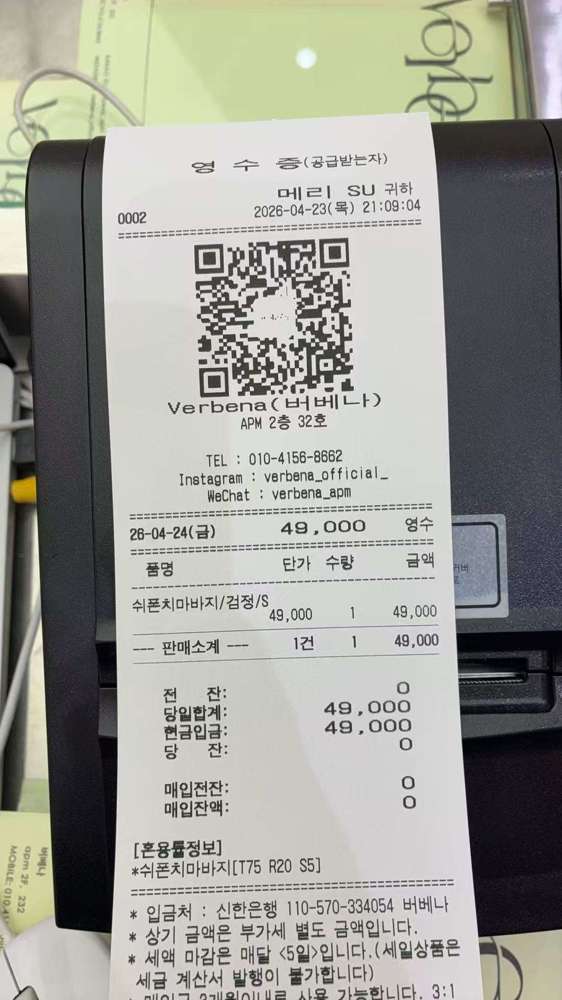 영 수 증(공급받는자)
메리 SU 귀하
0002 2026-04-23(목) 21:09:04
Verbena(버베나)
APM 2층 32호
TEL : 010-4156-8662
Instagram : verbena_official_
WeChat : verbena_apm
26-04-24(금) 49,000 영수
품명 단가 수량 금액
쉬폰치마바지/검정/S
49,000 1 49,000
--- 판매소계 --- 1건 1 49,000
전 잔: 0
당일합계: 49,000
현금입금: 49,000
당 잔: 0
매입전잔: 0
매입잔액: 0
[혼용률정보]
*쉬폰치마바지[T75 R20 S5]
* 입금처 : 신한은행 110-570-334054 버베나
* 상기 금액은 부가세 별도 금액입니다.
* 세액 마감은 매달 <5일>입니다.(세일상품은
세금 계산서 발행이 불가합니다)
버베나
apm 2F, 232
MOBILE: 010.41